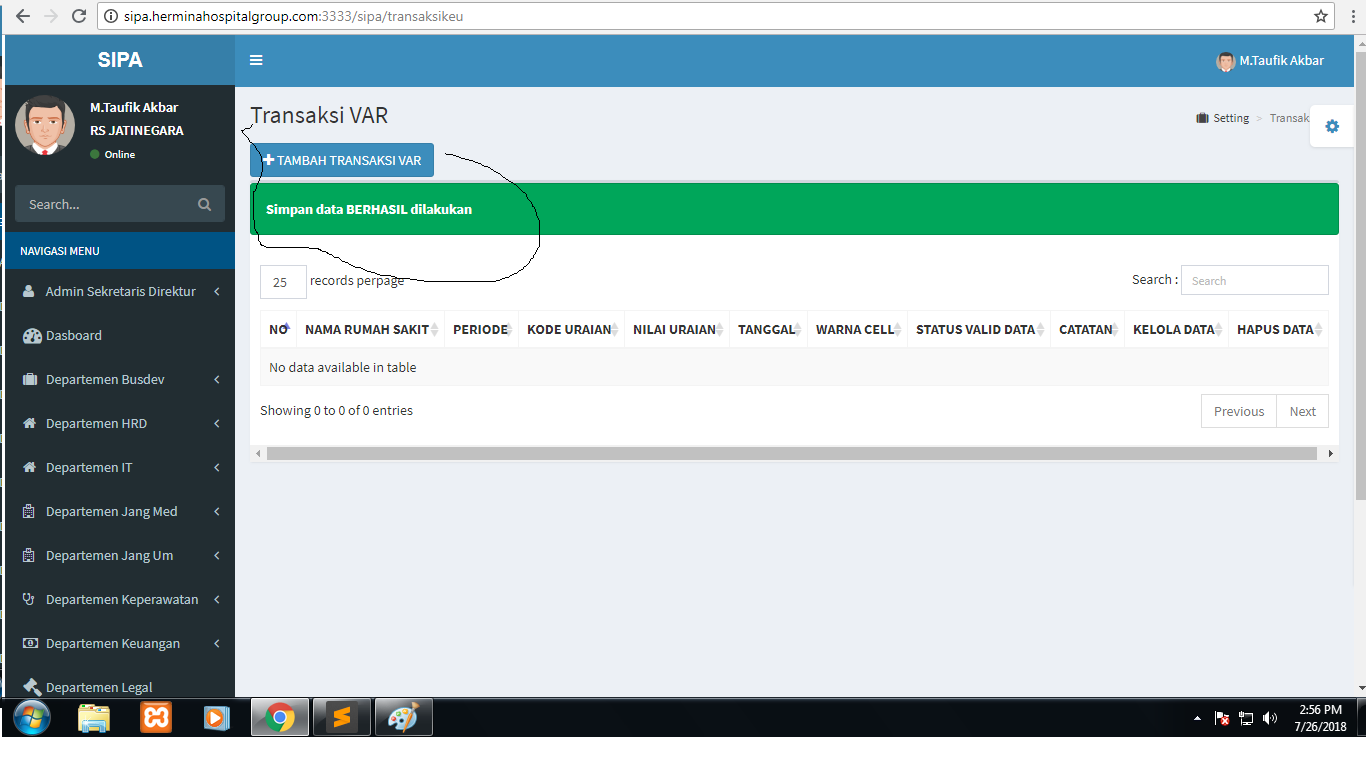 sipa.herminahospitalgroup.com:3333/sipa/transaksikeu
SIPA
M.Taufik Akbar
M.Taufik Akbar
RS JATINEGARA
Online
Search...
NAVIGASI MENU
Admin Sekretaris Direktur
Dasboard
Departemen Busdev
Departemen HRD
Departemen IT
Departemen Jang Med
Departemen Jang Um
Departemen Keperawatan
Departemen Keuangan
Departemen Legal
Transaksi VAR
Setting > Transak
TAMBAH TRANSAKSI VAR
Simpan data BERHASIL dilakukan
25 records perpage
Search : Search
NO NAMA RUMAH SAKIT PERIODE KODE URAIAN NILAI URAIAN TANGGAL WARNA CELL STATUS VALID DATA CATATAN KELOLA DATA HAPUS DATA
No data available in table
Showing 0 to 0 of 0 entries
Previous Next
2:56 PM
7/26/2018